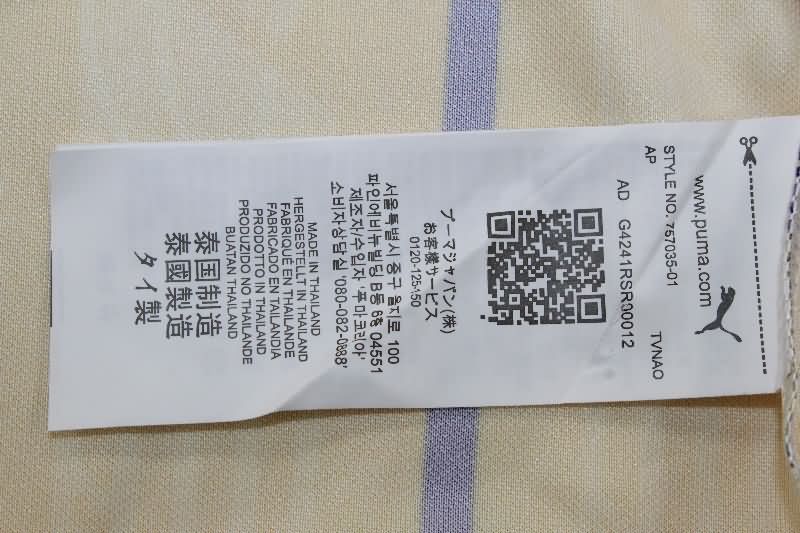 www.puma.com
STYLE NO. 757035-01
AP
TVNAO
AD G4241RSR90012
プーマジャパン(株)
お客様サービス
0120-125-150
서울특별시 중구 을지로 100
파인에비뉴빌딩 B동 6층 04551
제조자/수입자 '푸마코리아'
소비자상담실 '080-082-0888'
MADE IN THAILAND
HERGESTELLT IN THAILAND
FABRIQUE EN THAILANDE
FABRICADO EN TAILANDIA
PRODOTTO IN THAILAND
PRODUZIDO NO THAILANDE
BUATAN THAILAND
泰国制造
泰國製造
タイ製